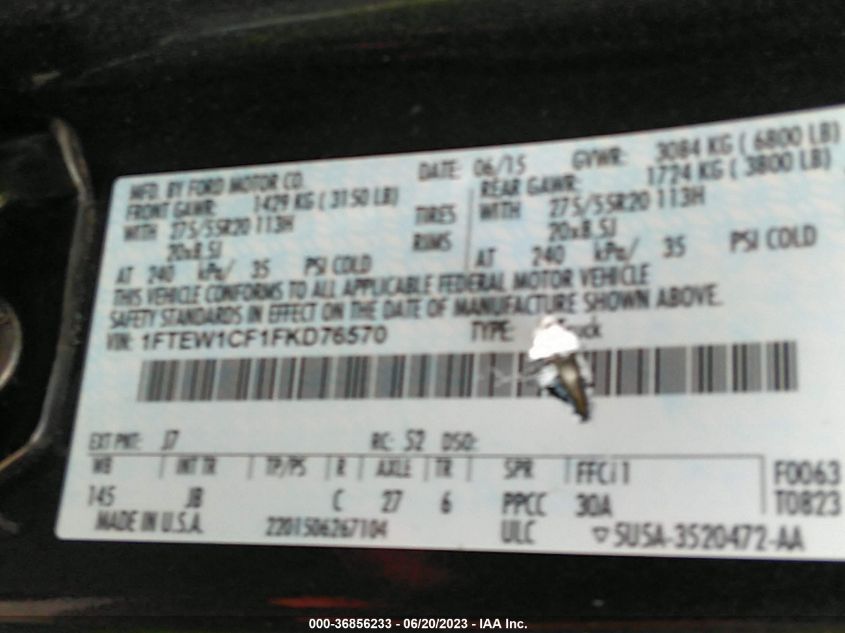 MFD. BY FORD MOTOR CO. DATE: 06/15 GVWR: 3084 KG ( 6800 LB)
FRONT GAWR: 1429 KG ( 3150 LB) REAR GAWR: 1724 KG ( 3800 LB)
WITH 275/55R20 113H TIRES WITH 275/55R20 113H
20x8.5J RIMS 20x8.5J
AT 240 kPa/ 35 PSI COLD AT 240 kPa/ 35 PSI COLD
THIS VEHICLE CONFORMS TO ALL APPLICABLE FEDERAL MOTOR VEHICLE
SAFETY STANDARDS IN EFFECT ON THE DATE OF MANUFACTURE SHOWN ABOVE.
VIN: 1FTEW1CF1FKD76570 TYPE:
EXT PNT: J7 RC: 52 DSO:
WB INT TR TP/PS R AXLE TR SPR FFCi1 F0063
145 JB C 27 6 PPCC 30A T0823
MADE IN U.S.A. 2201506267104 ULC ▽ 5U5A-3520472-AA
000-36856233 - 06/20/2023 - IAA Inc.